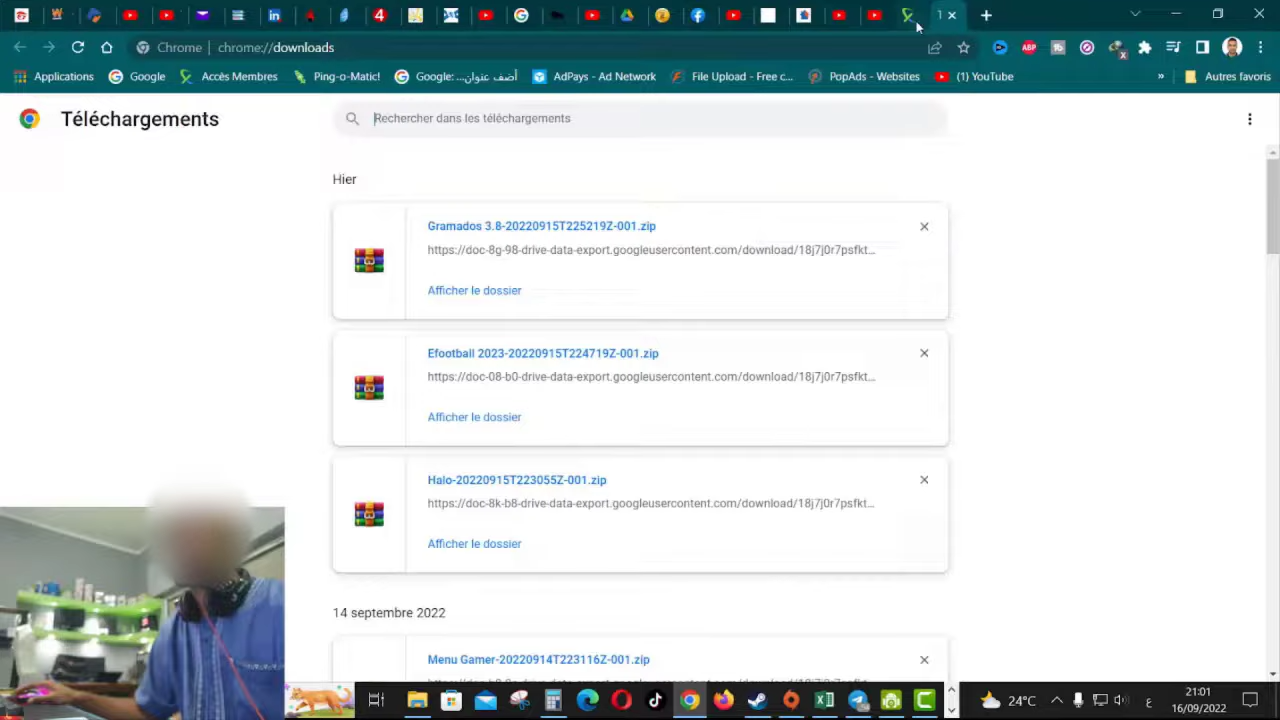 1
Chrome | chrome://downloads
Applications
Google
Accès Membres
Ping-o-Matic!
Google: أضف عنوان...
AdPays - Ad Network
File Upload - Free c...
PopAds - Websites
(1) YouTube
»
Autres favoris
Téléchargements
Rechercher dans les téléchargements
Hier
Gramados 3.8-20220915T225219Z-001.zip
https://doc-8g-98-drive-data-export.googleusercontent.com/download/18j7j0r7psfkt...
Afficher le dossier
Efootball 2023-20220915T224719Z-001.zip
https://doc-08-b0-drive-data-export.googleusercontent.com/download/18j7j0r7psfkt...
Afficher le dossier
Halo-20220915T223055Z-001.zip
https://doc-8k-b8-drive-data-export.googleusercontent.com/download/18j7j0r7psfkt...
Afficher le dossier
14 septembre 2022
Menu Gamer-20220914T223116Z-001.zip
24°C
ع
21:01
16/09/2022